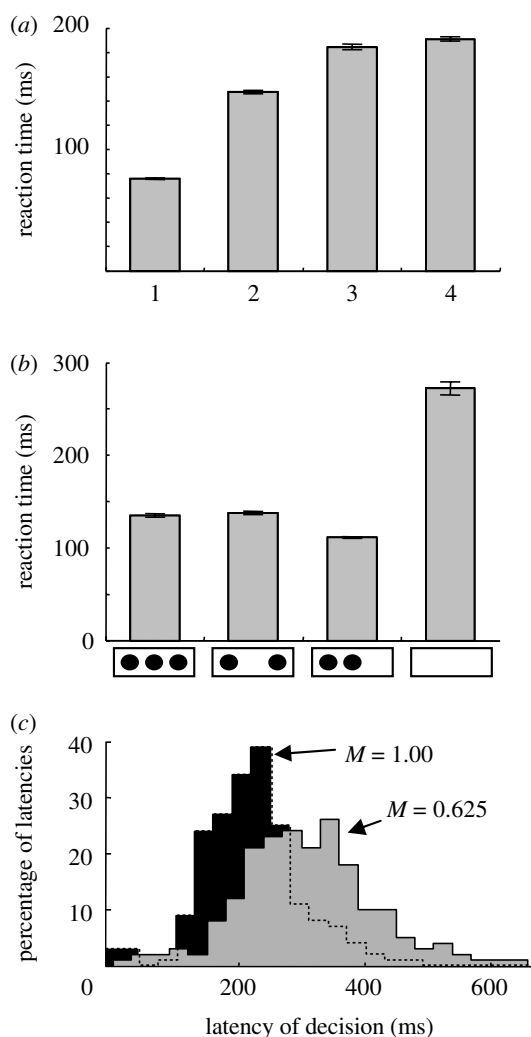 (a)
200
100
reaction time (ms)
1 2 3 4
(b)
300
200
100
0
reaction time (ms)
(c)
40
30
20
10
percentage of latencies
M = 1.00
M = 0.625
0 200 400 600
latency of decision (ms)